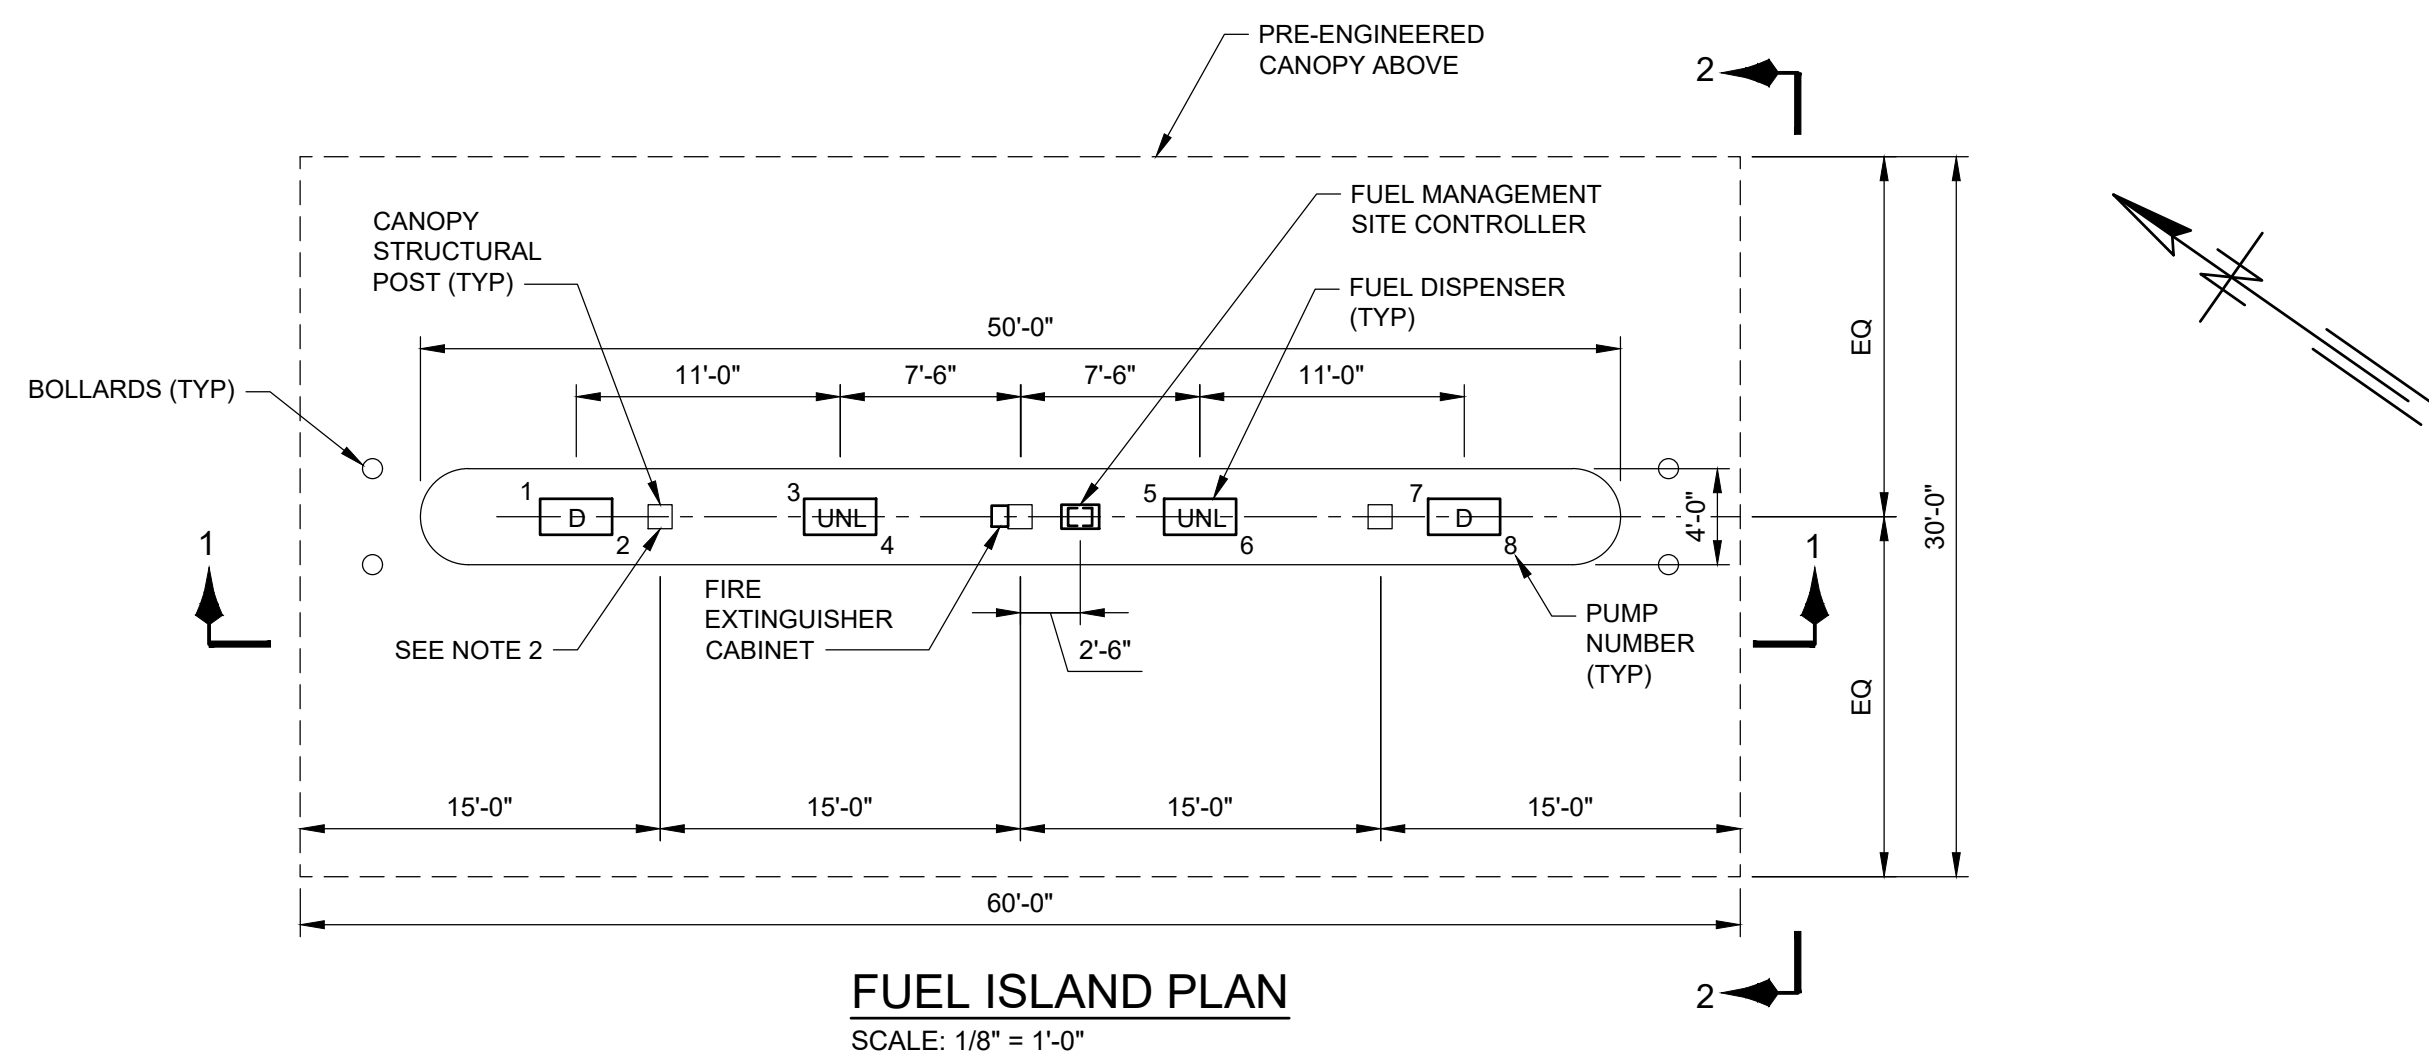 PRE-ENGINEERED
CANOPY ABOVE
2
CANOPY
STRUCTURAL
POST (TYP)
FUEL MANAGEMENT
SITE CONTROLLER
FUEL DISPENSER
(TYP)
N
50'-0"
EQ
11'-0"
7'-6"
7'-6"
11'-0"
BOLLARDS (TYP)
1
D
2
3
UNL
4
5
UNL
6
7
D
8
4'-0"
30'-0"
1
1
FIRE
EXTINGUISHER
CABINET
SEE NOTE 2
2'-6"
PUMP
NUMBER
(TYP)
EQ
15'-0"
15'-0"
15'-0"
15'-0"
60'-0"
FUEL ISLAND PLAN
SCALE: 1/8" = 1'-0"
2